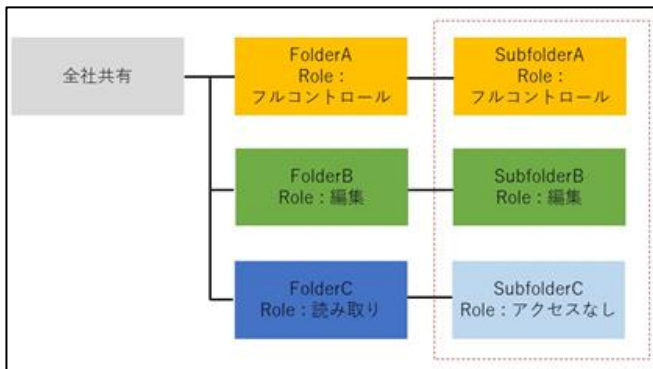 全社共有
FolderA
Role：
フルコントロール
SubfolderA
Role：
フルコントロール
FolderB
Role：編集
SubfolderB
Role：編集
FolderC
Role：読み取り
SubfolderC
Role：アクセスなし